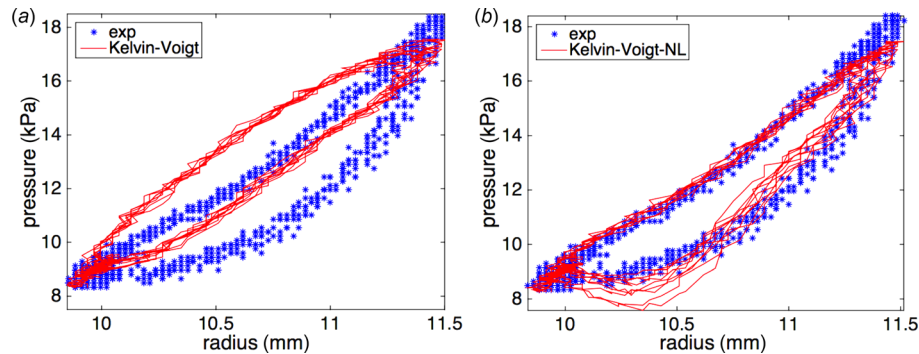 (a)
18
16
14
12
10
8
pressure (kPa)
exp
Kelvin-Voigt
10
10.5
11
11.5
radius (mm)
(b)
18
16
14
12
10
8
pressure (kPa)
exp
Kelvin-Voigt-NL
10
10.5
11
11.5
radius (mm)